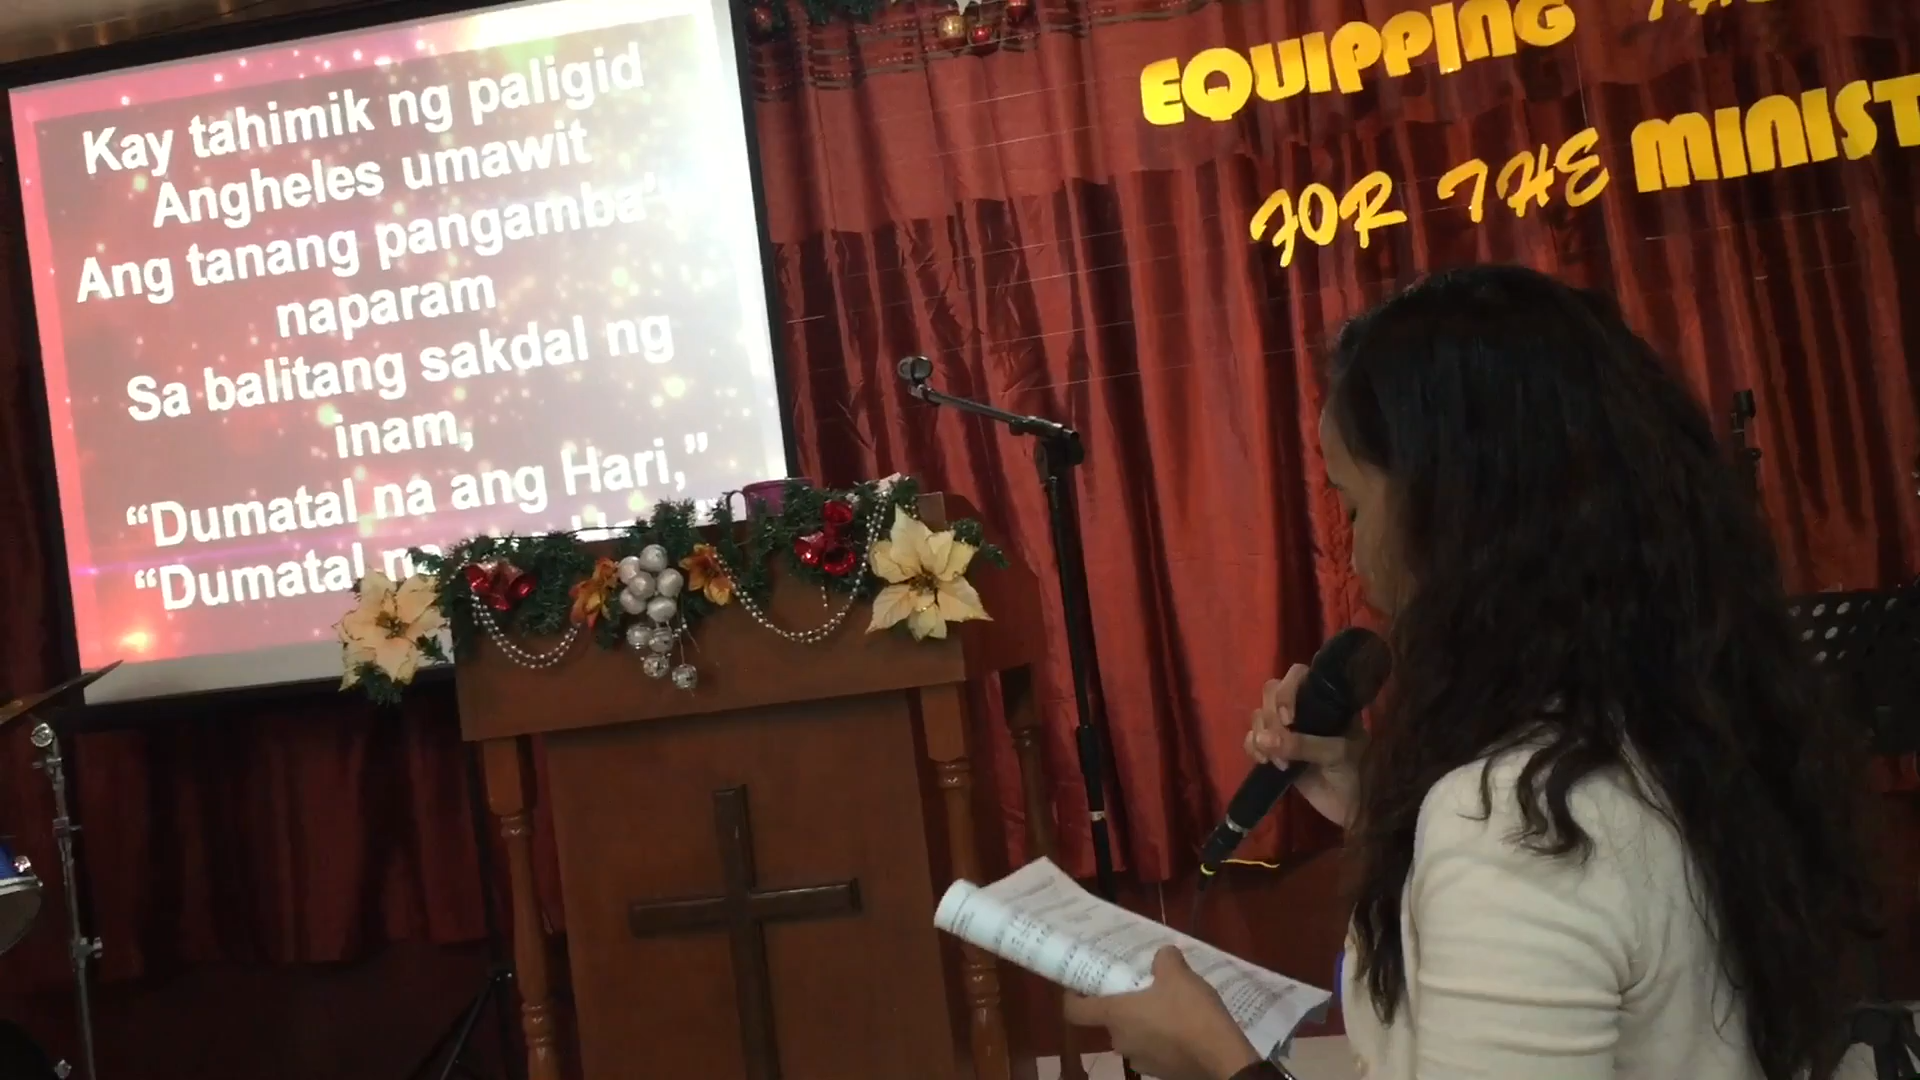 Kay tahimik ng paligid
Angheles umawit
Ang tanang pangamba'y
naparam
Sa balitang sakdal ng
inam,
“Dumatal na ang Hari,”
“Dumatal na
EQUIPPING
FOR THE